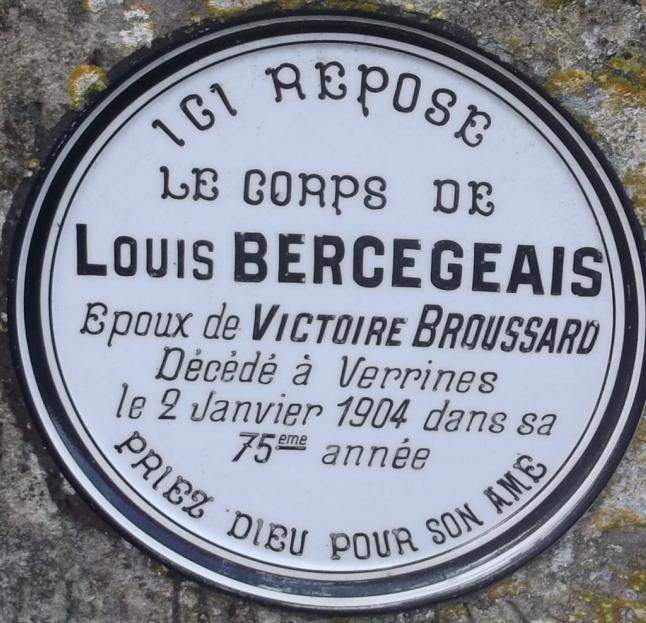 ICI REPOSE
LE CORPS DE
LOUIS BERCEGEAIS
Epoux de VICTOIRE BROUSSARD
Décédé à Verrines
le 2 Janvier 1904 dans sa
75eme année
PRIEZ DIEU POUR SON AME